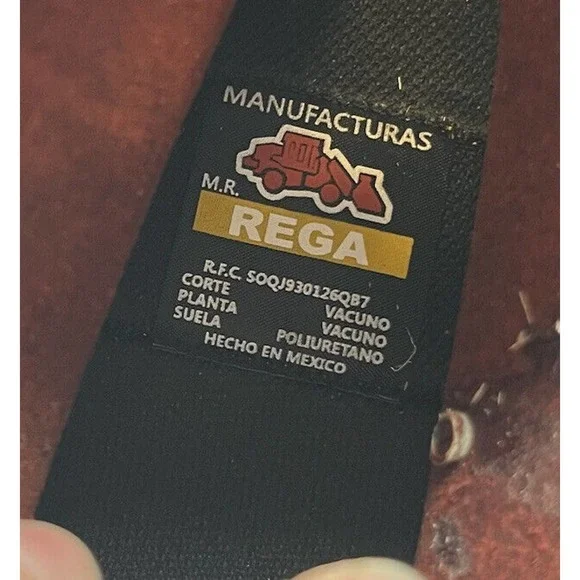 MANUFACTURAS
M.R.
REGA
R.F.C. SOQJ930126QB7
CORTE VACUNO
PLANTA VACUNO
SUELA POLIURETANO
HECHO EN MEXICO